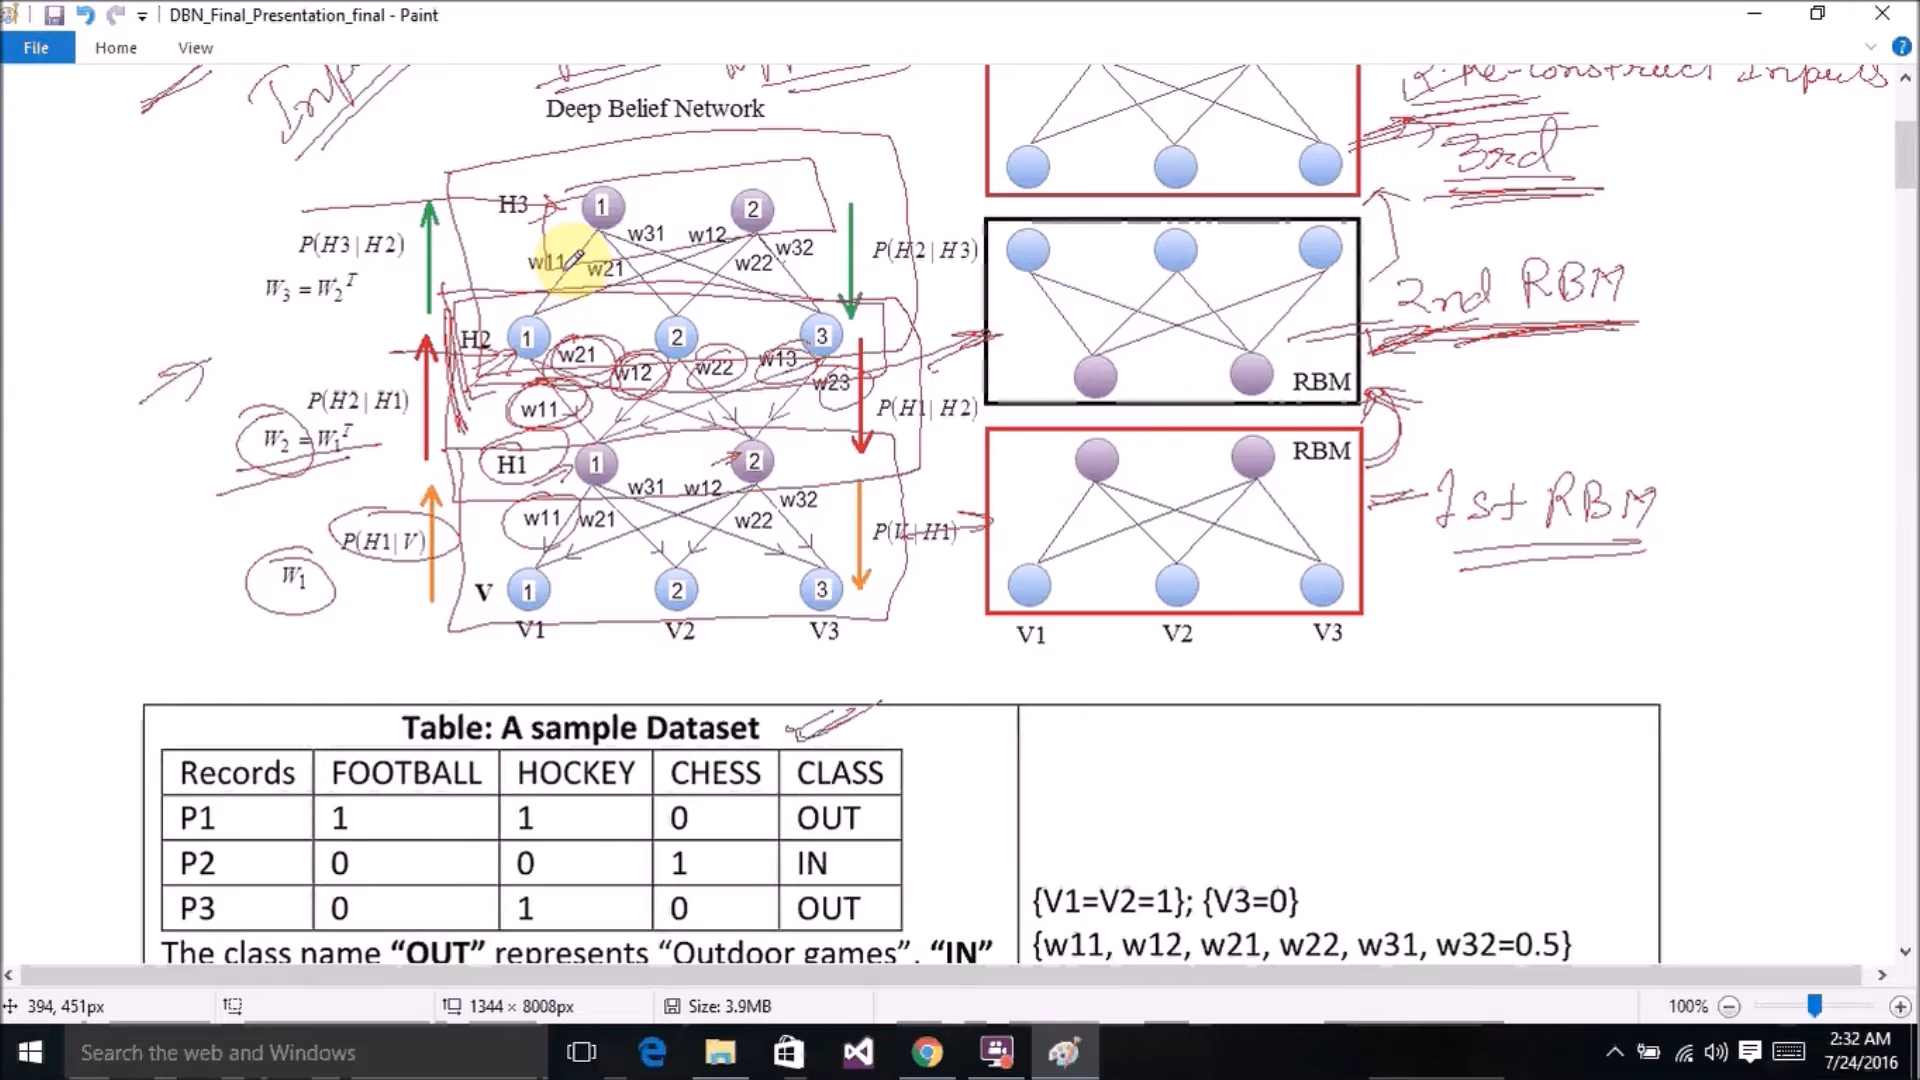 DBN_Final_Presentation_final - Paint
File Home View
2. Re-construct Inputs
Deep Belief Network
3rd
H3 1 2
w31 w12 w32
P(H3 | H2) P(H2 | H3)
w11 w21 w22
W3 = W2^T
2nd RBM
H2 1 2 3
w21 w12 w22 w13 w23
RBM
P(H2 | H1) w11 P(H1 | H2)
W2 = W1^T
H1 1 2
RBM
w31 w12 w32
1st RBM
w11 w21 w22
P(H1 | V) P(V | H1)
W1
V 1 2 3
V1 V2 V3
V1 V2 V3
Table: A sample Dataset
Records FOOTBALL HOCKEY CHESS CLASS
P1 1 1 0 OUT
P2 0 0 1 IN
P3 0 1 0 OUT
The class name “OUT” represents “Outdoor games”. “IN”
{V1=V2=1}; {V3=0}
{w11, w12, w21, w22, w31, w32=0.5}
394, 451px 1344 × 8008px Size: 3.9MB 100%
Search the web and Windows
2:32 AM
7/24/2016